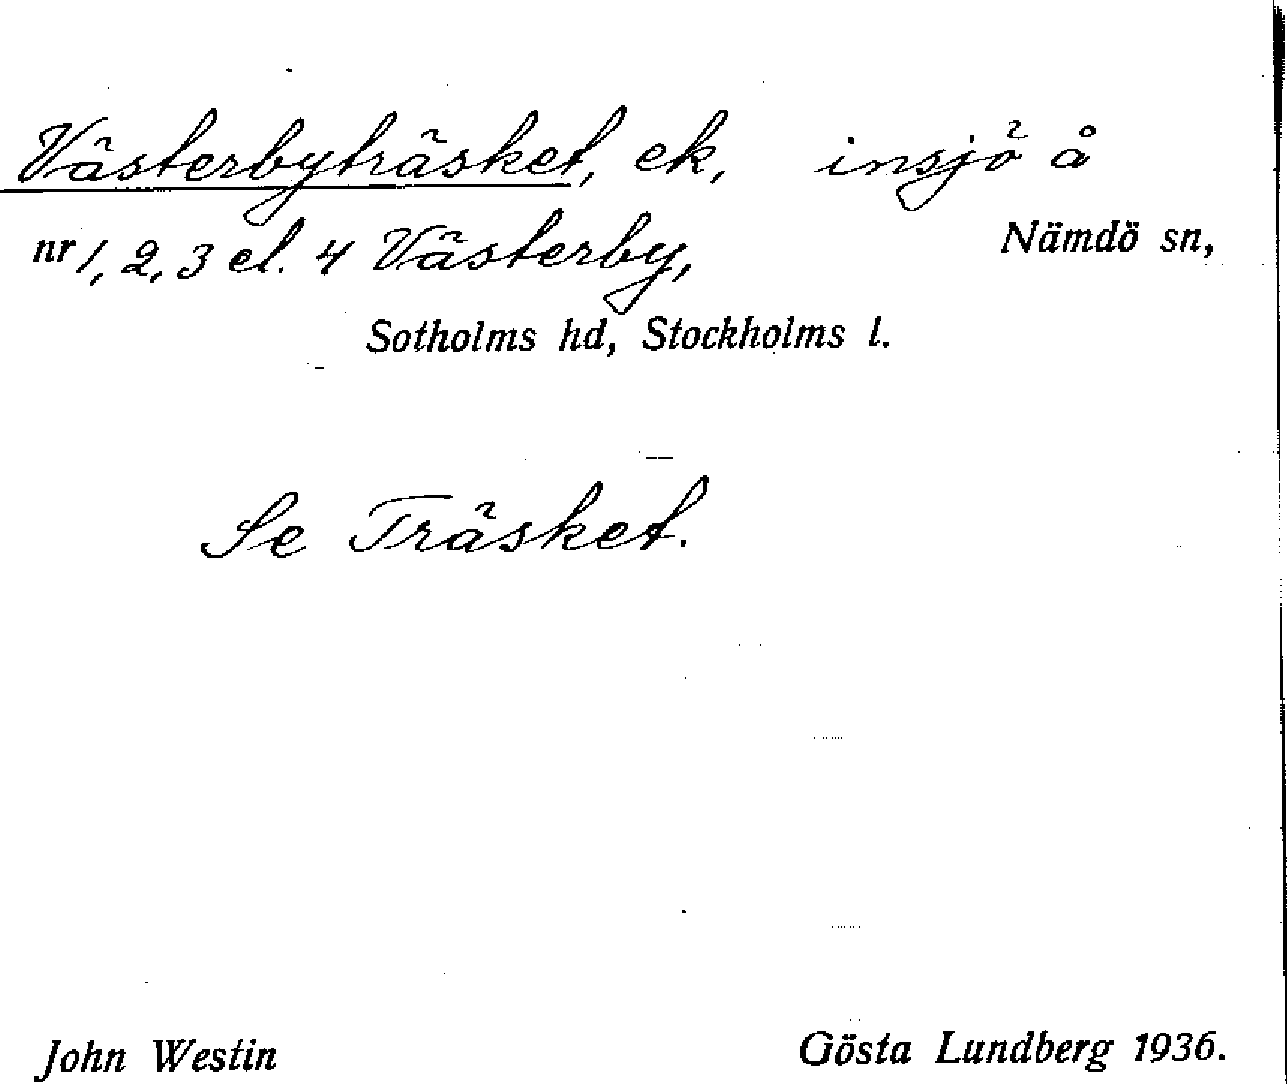 Västerbyträsket, ek, insjö å
nr 1, 2, 3 el. 4 Västerby, Nämdö sn,
Sotholms hd, Stockholms l.
Se Träsket.
John Westin Gösta Lundberg 1936.